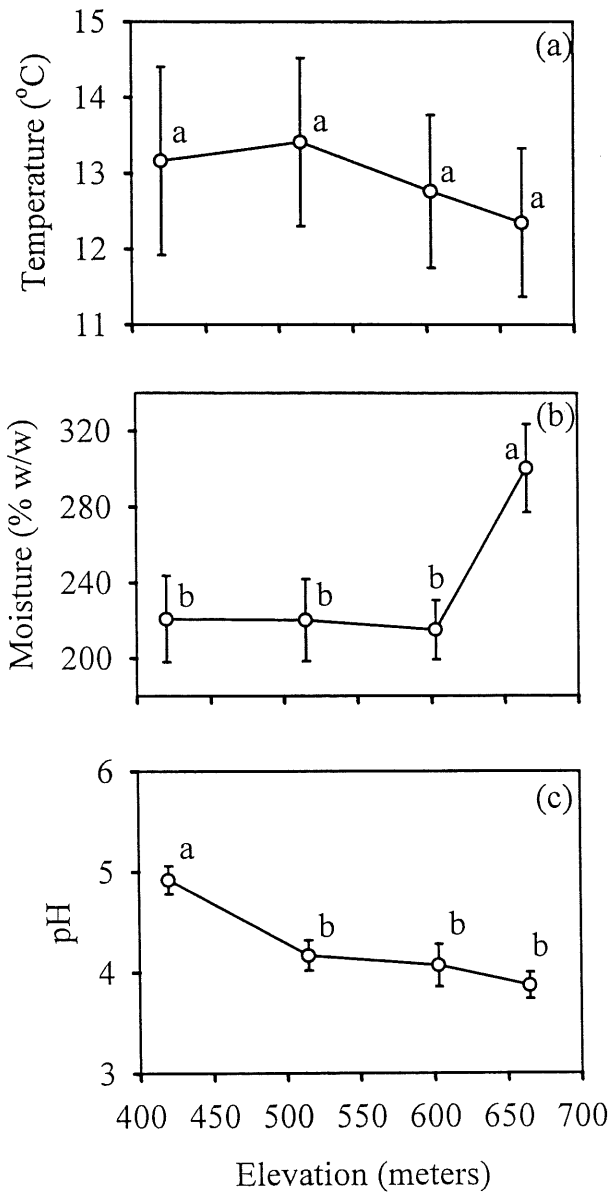 (a)
Temperature (°C)
15
14
13
12
11
a
a
a
a
(b)
Moisture (% w/w)
320
280
240
200
b
b
b
a
(c)
pH
6
5
4
3
a
b
b
b
400 450 500 550 600 650 700
Elevation (meters)